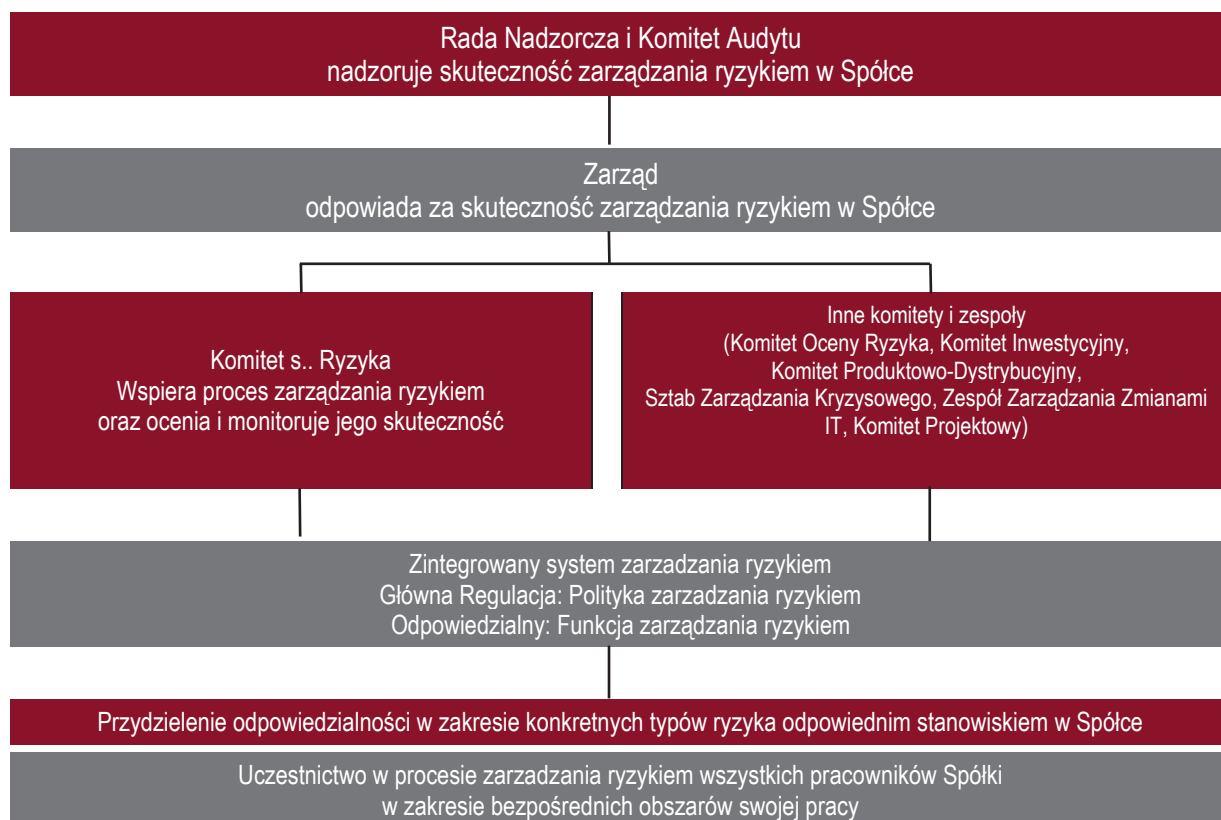 Rada Nadzorcza i Komitet Audytu
nadzoruje skuteczność zarządzania ryzykiem w Spółce
Zarząd
odpowiada za skuteczność zarządzania ryzykiem w Spółce
Komitet s.. Ryzyka
Wspiera proces zarządzania ryzykiem
oraz ocenia i monitoruje jego skuteczność
Inne komitety i zespoły
(Komitet Oceny Ryzyka, Komitet Inwestycyjny,
Komitet Produktowo-Dystrybucyjny,
Sztab Zarządzania Kryzysowego, Zespół Zarządzania Zmianami
IT, Komitet Projektowy)
Zintegrowany system zarzadzania ryzykiem
Główna Regulacja: Polityka zarzadzania ryzykiem
Odpowiedzialny: Funkcja zarządzania ryzykiem
Przydzielenie odpowiedzialności w zakresie konkretnych typów ryzyka odpowiednim stanowiskiem w Spółce
Uczestnictwo w procesie zarzadzania ryzykiem wszystkich pracowników Spółki
w zakresie bezpośrednich obszarów swojej pracy